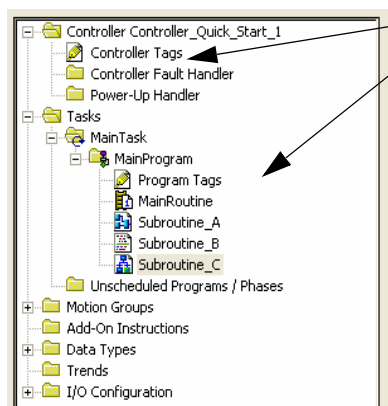 Controller Controller_Quick_Start_1
Controller Tags
Controller Fault Handler
Power-Up Handler
Tasks
MainTask
MainProgram
Program Tags
MainRoutine
Subroutine_A
Subroutine_B
Subroutine_C
Unscheduled Programs / Phases
Motion Groups
Add-On Instructions
Data Types
Trends
I/O Configuration